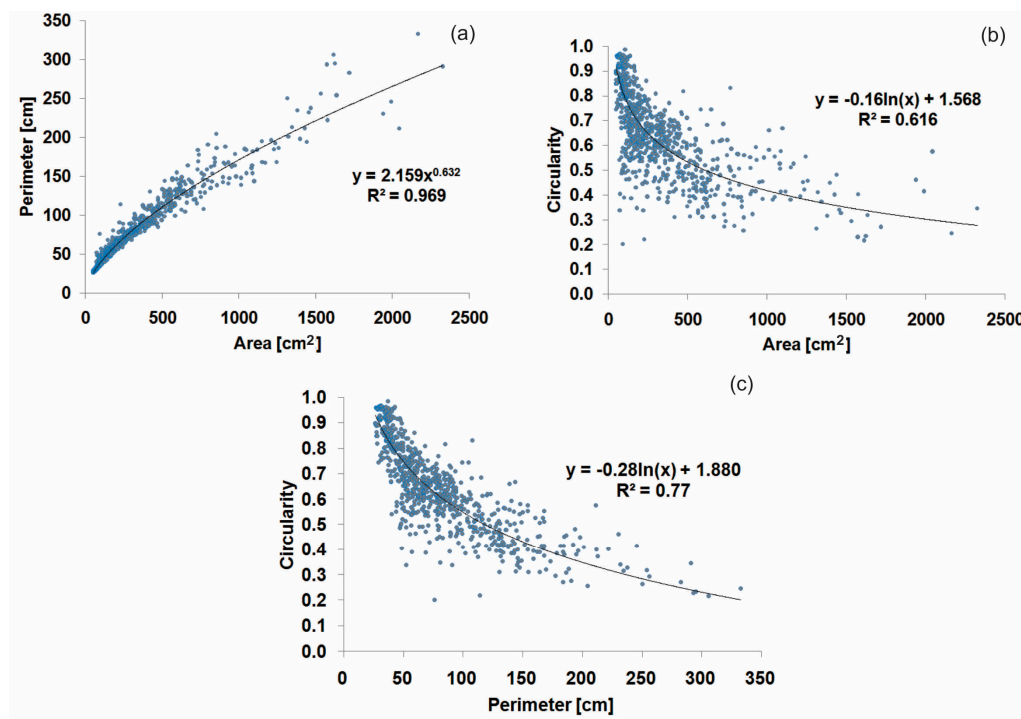 (a)
350
300
250
200
150
100
50
0
Perimeter [cm]
y = 2.159x^0.632
R² = 0.969
0 500 1000 1500 2000 2500
Area [cm²]
(b)
1.0
0.9
0.8
0.7
0.6
0.5
0.4
0.3
0.2
0.1
0.0
Circularity
y = -0.16ln(x) + 1.568
R² = 0.616
0 500 1000 1500 2000 2500
Area [cm²]
(c)
1.0
0.9
0.8
0.7
0.6
0.5
0.4
0.3
0.2
0.1
0.0
Circularity
y = -0.28ln(x) + 1.880
R² = 0.77
0 50 100 150 200 250 300 350
Perimeter [cm]